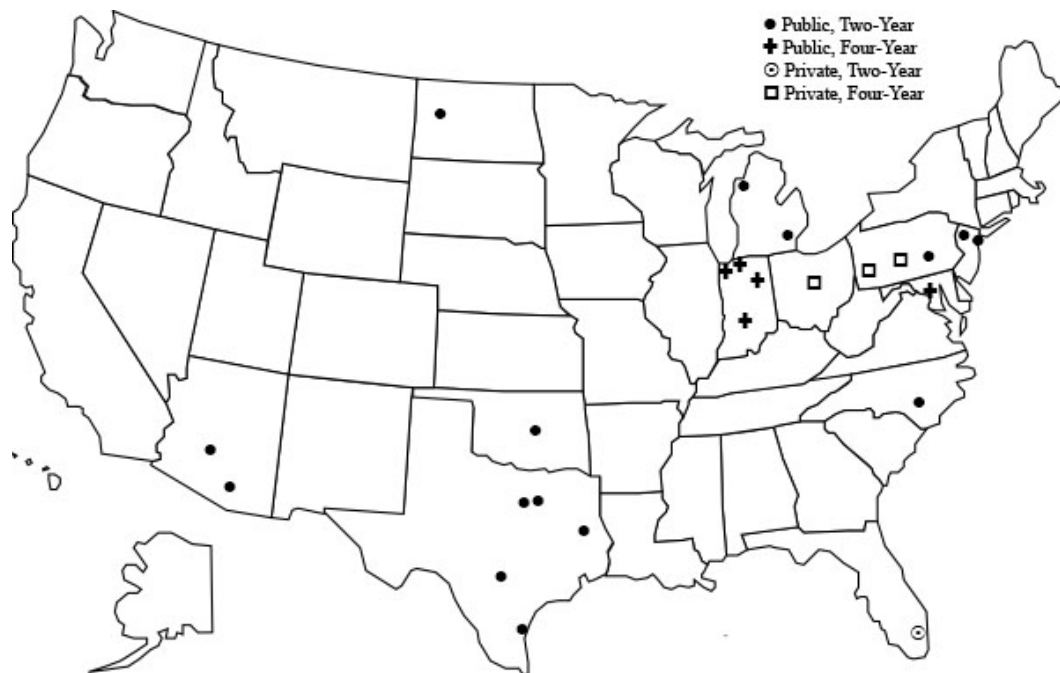 Public, Two-Year
Public, Four-Year
Private, Two-Year
Private, Four-Year